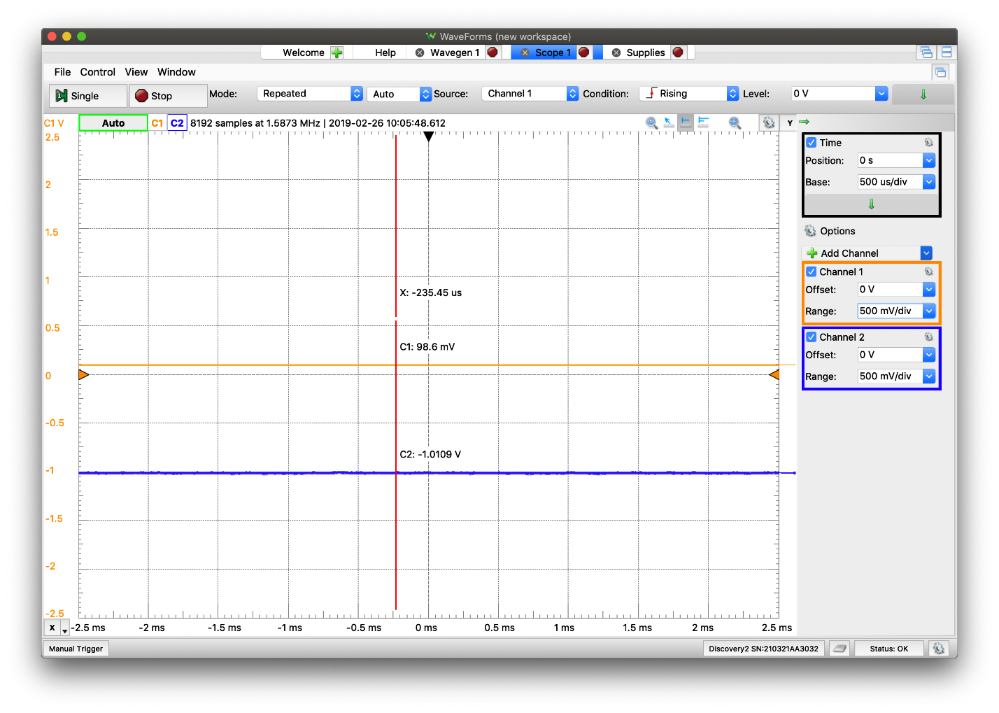 WaveForms (new workspace)
Welcome Help Wavegen 1 Scope 1 Supplies
File Control View Window
Single Stop Mode: Repeated Auto Source: Channel 1 Condition: Rising Level: 0 V
C1 V Auto C1 C2 8192 samples at 1.5873 MHz | 2019-02-26 10:05:48.612 Y
2.5
2
1.5
1
0.5
0
-0.5
-1
-1.5
-2
-2.5
X: -235.45 us
C1: 98.6 mV
C2: -1.0109 V
X -2.5 ms -2 ms -1.5 ms -1 ms -0.5 ms 0 ms 0.5 ms 1 ms 1.5 ms 2 ms 2.5 ms
Time
Position: 0 s
Base: 500 us/div
Options
Add Channel
Channel 1
Offset: 0 V
Range: 500 mV/div
Channel 2
Offset: 0 V
Range: 500 mV/div
Manual Trigger Discovery2 SN:210321AA3032 Status: OK